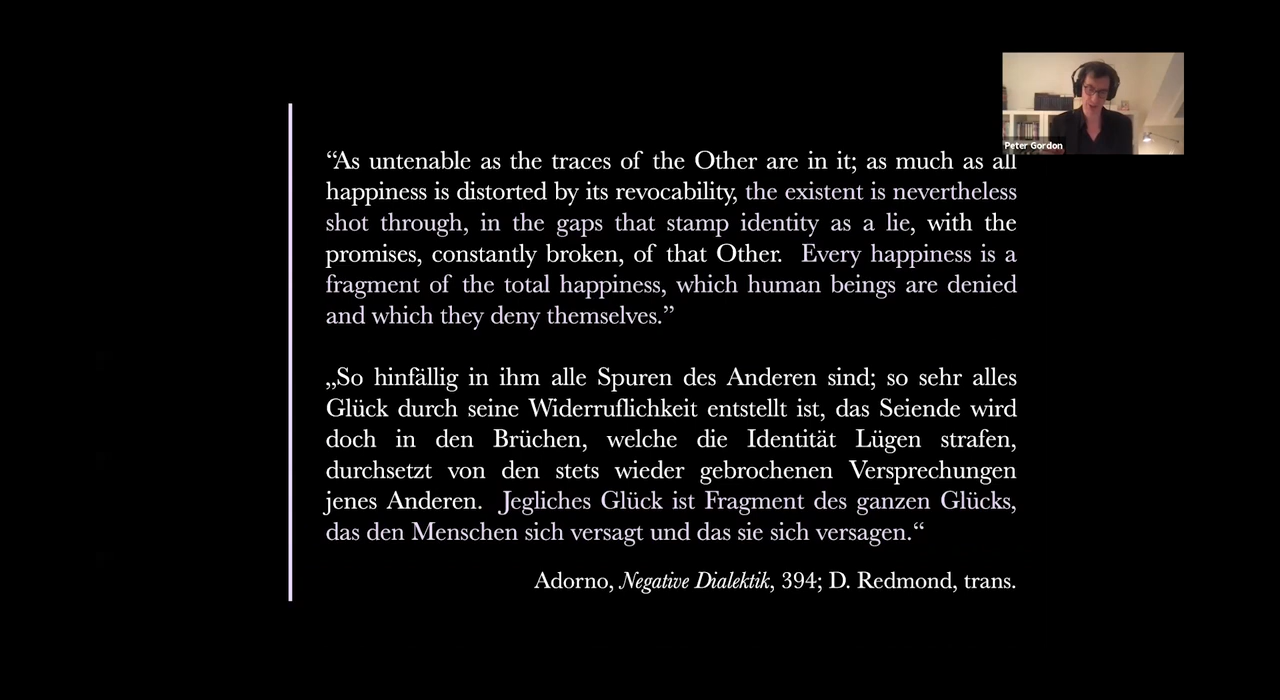 Peter Gordon
“As untenable as the traces of the Other are in it; as much as all
happiness is distorted by its revocability, the existent is nevertheless
shot through, in the gaps that stamp identity as a lie, with the
promises, constantly broken, of that Other. Every happiness is a
fragment of the total happiness, which human beings are denied
and which they deny themselves.”
„So hinfällig in ihm alle Spuren des Anderen sind; so sehr alles
Glück durch seine Widerruflichkeit entstellt ist, das Seiende wird
doch in den Brüchen, welche die Identität Lügen strafen,
durchsetzt von den stets wieder gebrochenen Versprechungen
jenes Anderen. Jegliches Glück ist Fragment des ganzen Glücks,
das den Menschen sich versagt und das sie sich versagen.“
Adorno, Negative Dialektik, 394; D. Redmond, trans.